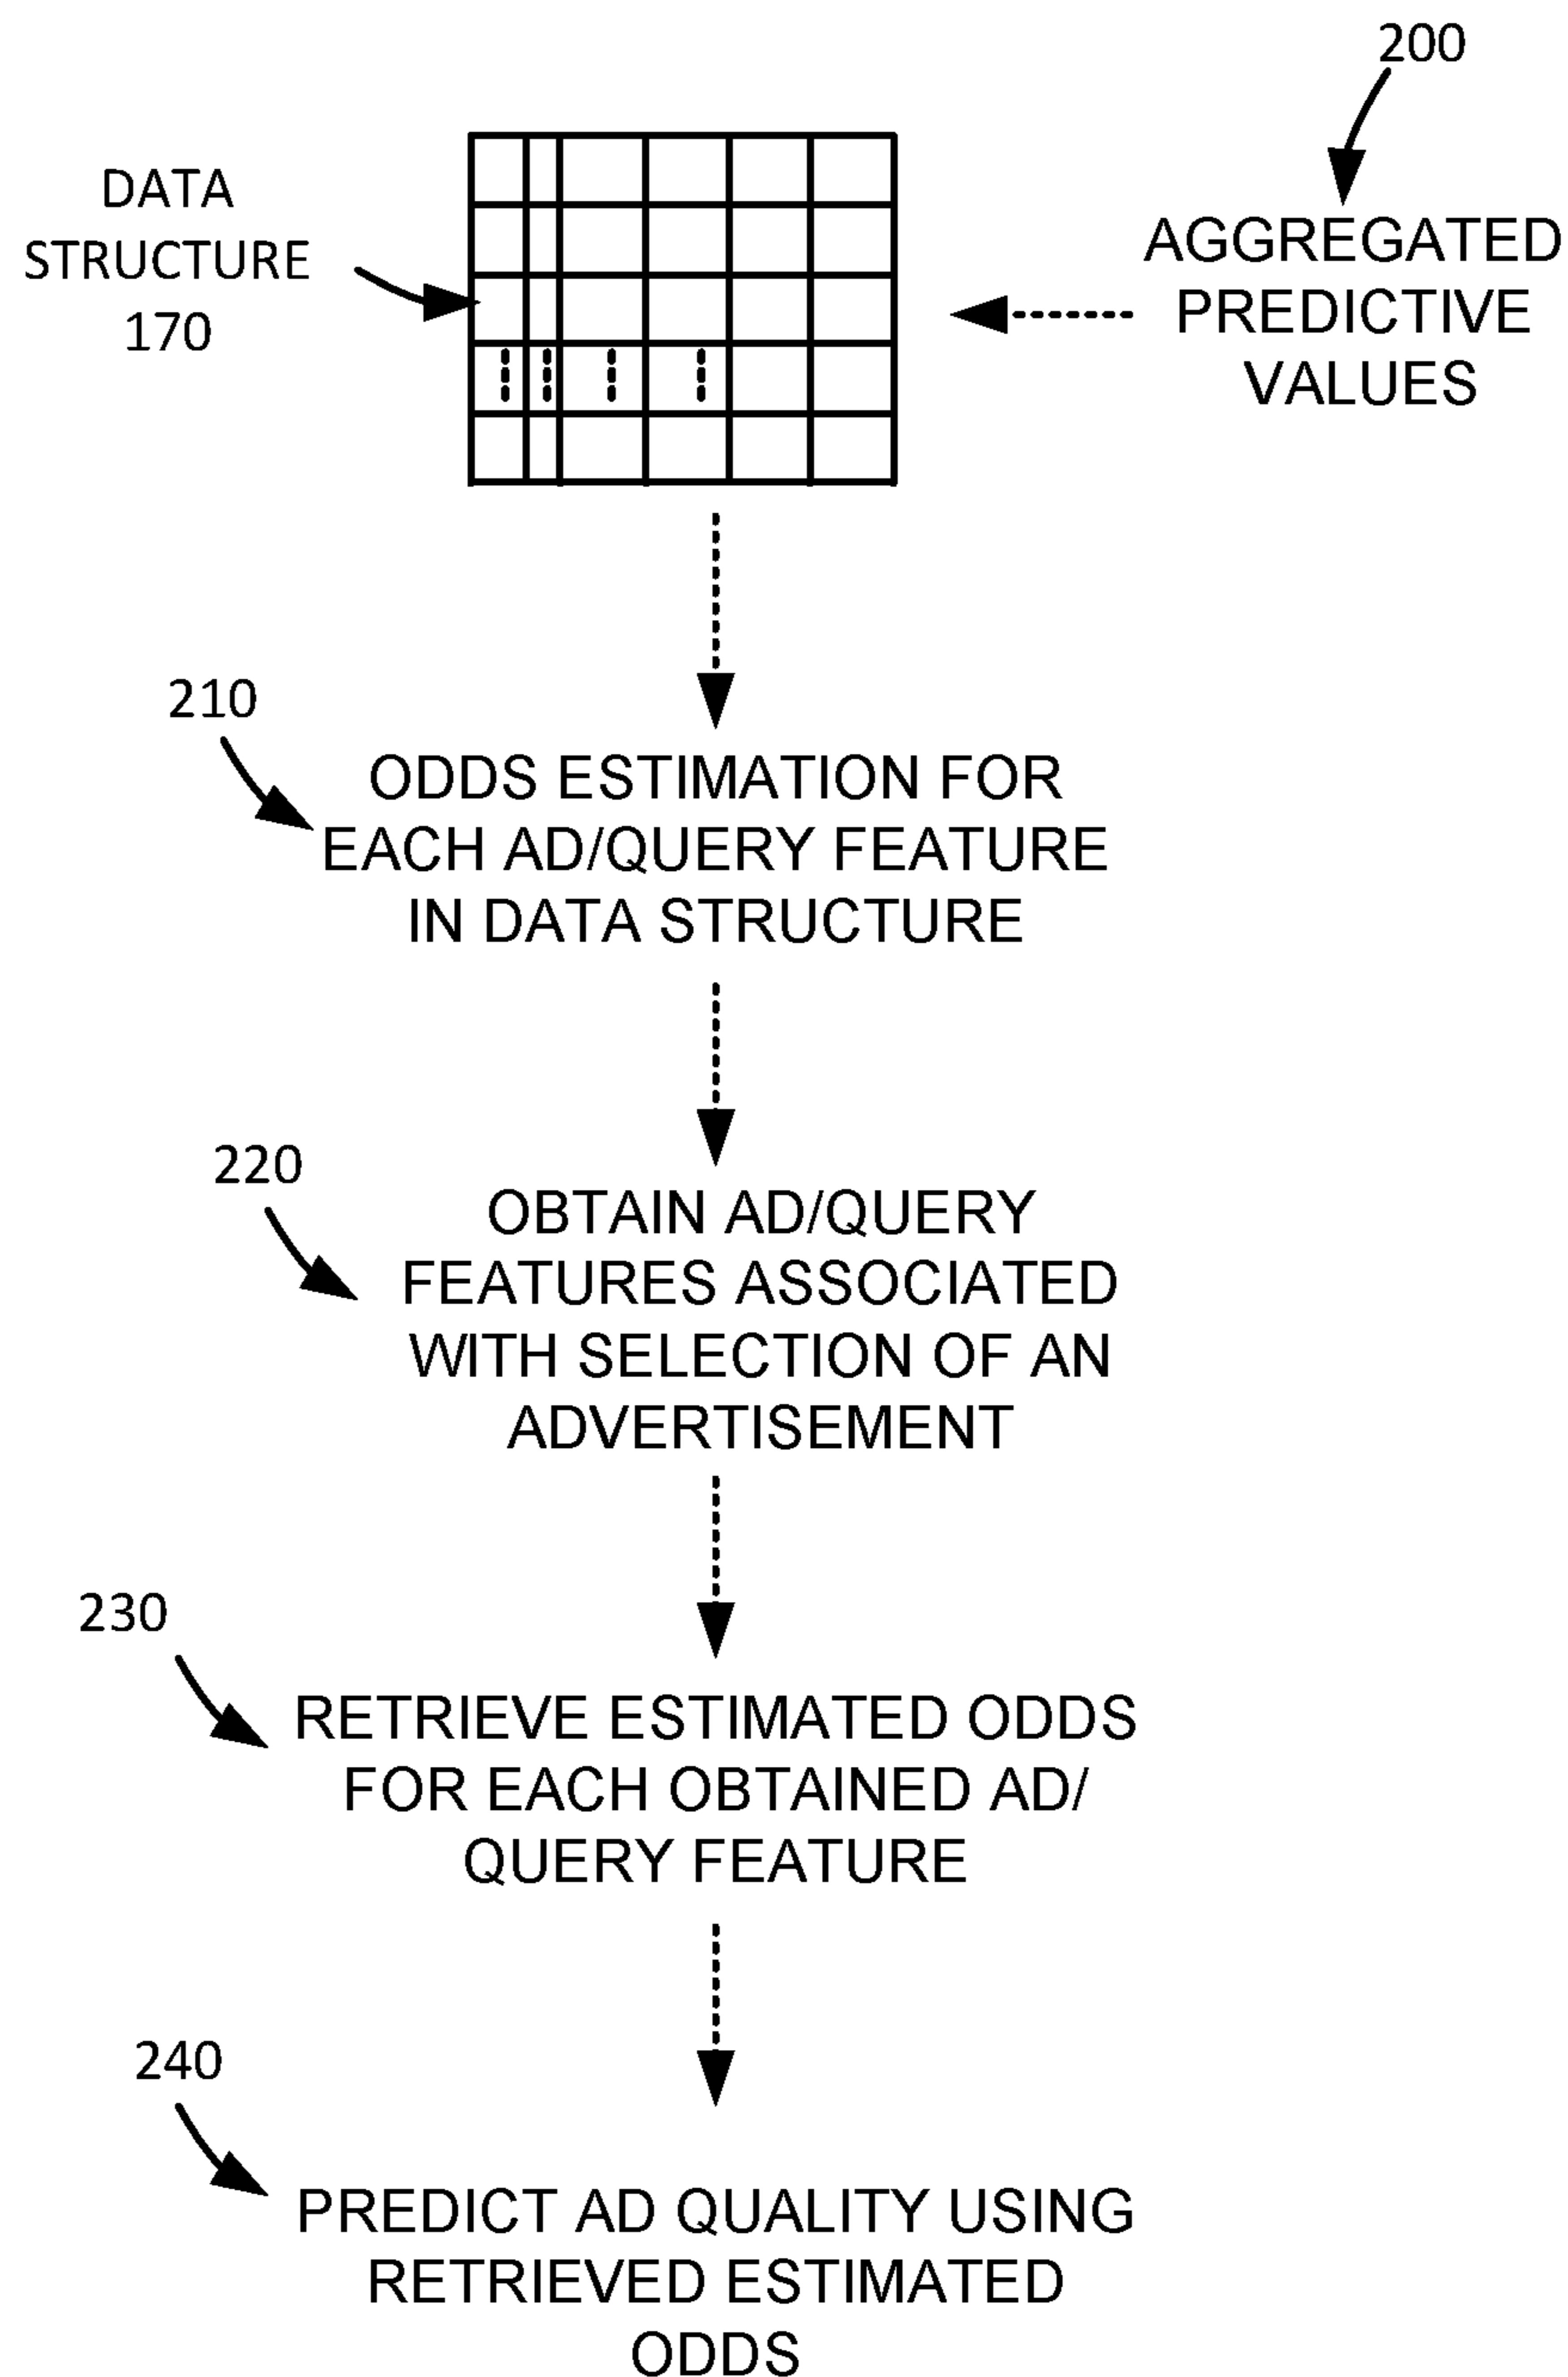 200
DATA
STRUCTURE
170
AGGREGATED
PREDICTIVE
VALUES
210
ODDS ESTIMATION FOR
EACH AD/QUERY FEATURE
IN DATA STRUCTURE
220
OBTAIN AD/QUERY
FEATURES ASSOCIATED
WITH SELECTION OF AN
ADVERTISEMENT
230
RETRIEVE ESTIMATED ODDS
FOR EACH OBTAINED AD/
QUERY FEATURE
240
PREDICT AD QUALITY USING
RETRIEVED ESTIMATED
ODDS